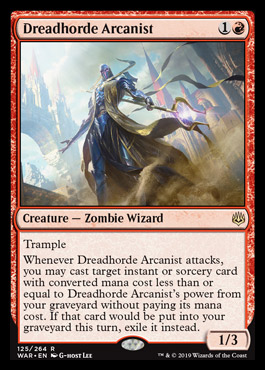 Dreadhorde Arcanist 1
Creature — Zombie Wizard
Trample
Whenever Dreadhorde Arcanist attacks,
you may cast target instant or sorcery card
with converted mana cost less than or
equal to Dreadhorde Arcanist's power from
your graveyard without paying its mana
cost. If that card would be put into your
graveyard this turn, exile it instead.
1/3
125/264 R
WAR • EN G-HOST LEE
™ & © 2019 Wizards of the Coast